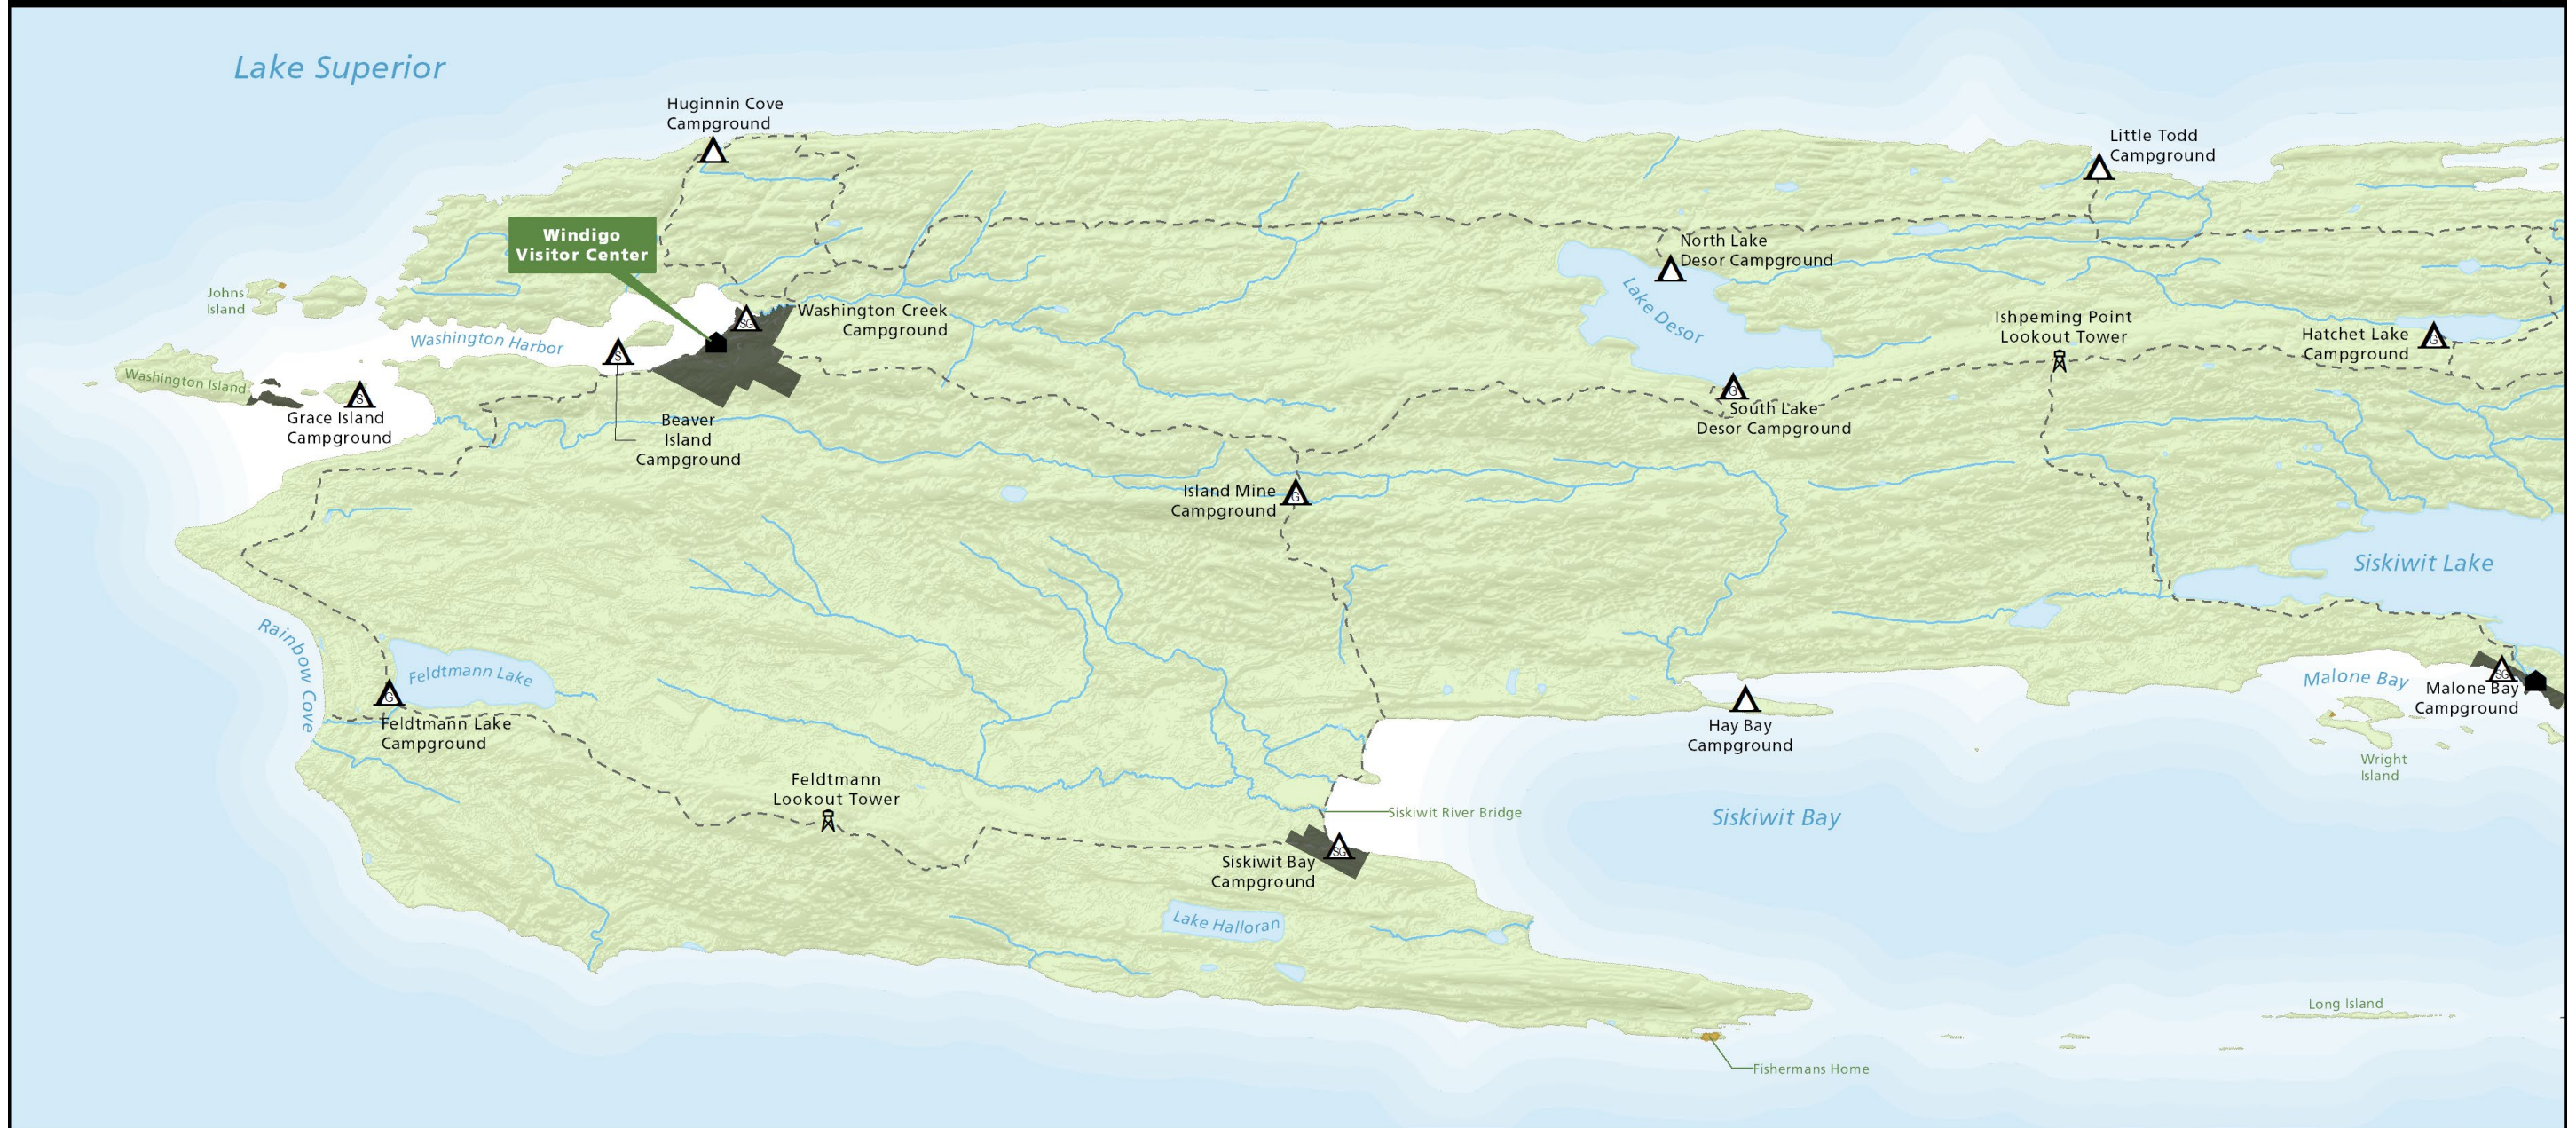 Lake Superior
Huginnin Cove
Campground
Little Todd
Campground
Windigo
Visitor Center
North Lake
Desor Campground
Lake Desor
Johns
Island
Washington Harbor
SG
Washington Creek
Campground
S
Ishpeming Point
Lookout Tower
Hatchet Lake
Campground
G
Washington Island
S
Grace Island
Campground
Beaver
Island
Campground
G
South Lake
Desor Campground
Island Mine
Campground
G
Siskiwit Lake
Rainbow Cove
Feldtmann Lake
G
Feldtmann Lake
Campground
Hay Bay
Campground
Malone Bay
SG
Malone Bay
Campground
Wright
Island
Feldtmann
Lookout Tower
Siskiwit River Bridge
Siskiwit Bay
SG
Siskiwit Bay
Campground
Lake Halloran
Long Island
Fishermans Home